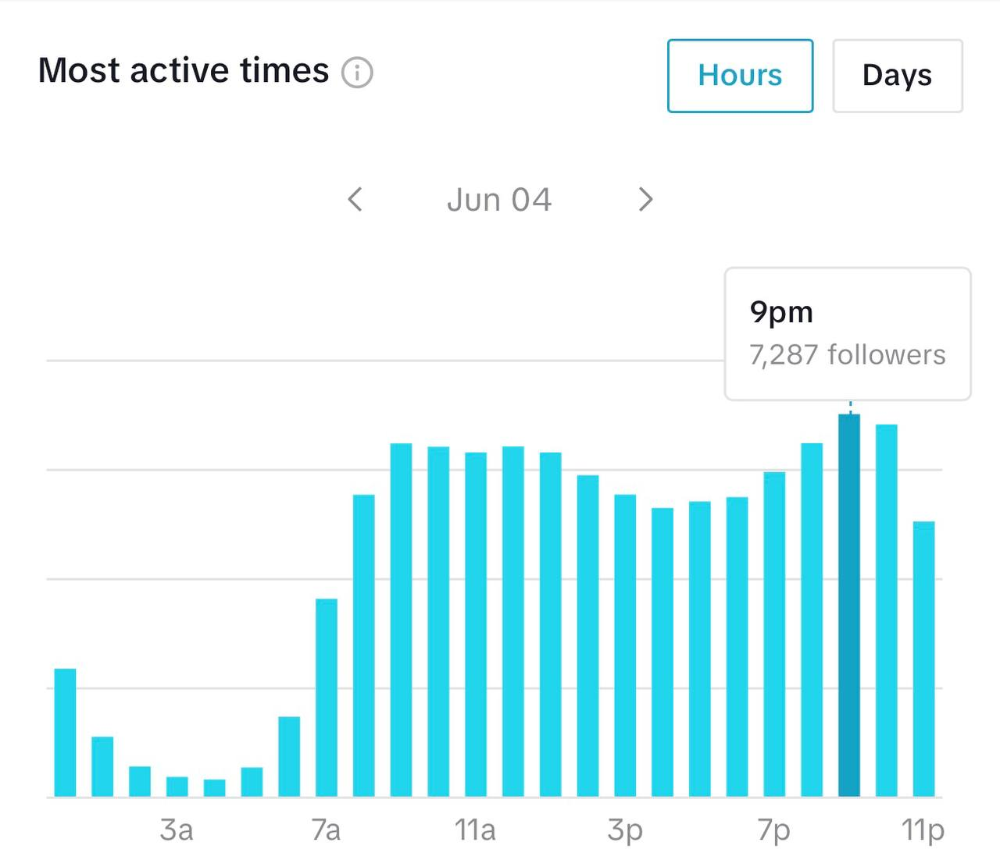 Most active times
Hours
Days
Jun 04
9pm
7,287 followers
3a 7a 11a 3p 7p 11p